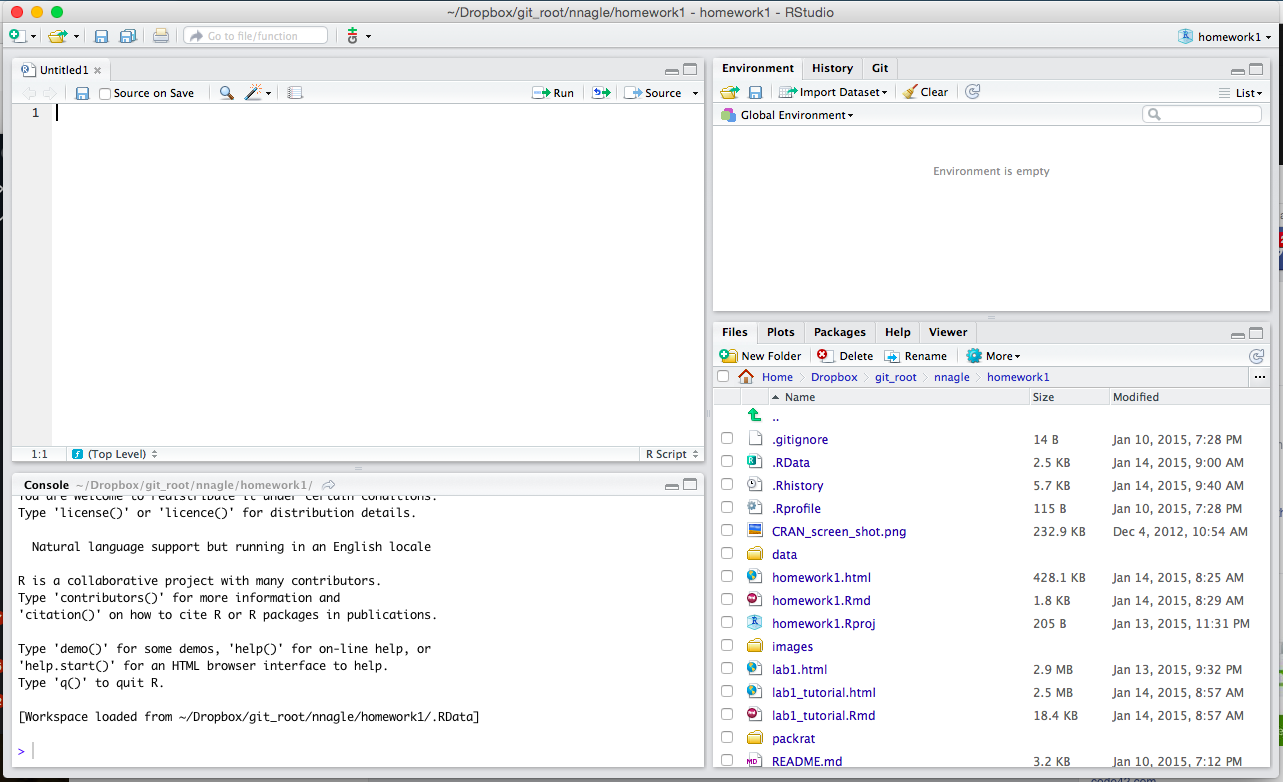 ~/Dropbox/git_root/nnagle/homework1 - homework1 - RStudio
Go to file/function
homework1
Untitled1
Source on Save
Run
Source
1
1:1
(Top Level)
R Script
Console ~/Dropbox/git_root/nnagle/homework1/
You are welcome to redistribute it under certain conditions.
Type 'license()' or 'licence()' for distribution details.
Natural language support but running in an English locale
R is a collaborative project with many contributors.
Type 'contributors()' for more information and
'citation()' on how to cite R or R packages in publications.
Type 'demo()' for some demos, 'help()' for on-line help, or
'help.start()' for an HTML browser interface to help.
Type 'q()' to quit R.
[Workspace loaded from ~/Dropbox/git_root/nnagle/homework1/.RData]
>
Environment History Git
Import Dataset Clear List
Global Environment
Environment is empty
Files Plots Packages Help Viewer
New Folder Delete Rename More
Home Dropbox git_root nnagle homework1 ...
Name Size Modified
..
.gitignore 14 B Jan 10, 2015, 7:28 PM
.RData 2.5 KB Jan 14, 2015, 9:00 AM
.Rhistory 5.7 KB Jan 14, 2015, 9:40 AM
.Rprofile 115 B Jan 10, 2015, 7:28 PM
CRAN_screen_shot.png 232.9 KB Dec 4, 2012, 10:54 AM
data
homework1.html 428.1 KB Jan 14, 2015, 8:25 AM
homework1.Rmd 1.8 KB Jan 14, 2015, 8:29 AM
homework1.Rproj 205 B Jan 13, 2015, 11:31 PM
images
lab1.html 2.9 MB Jan 13, 2015, 9:32 PM
lab1_tutorial.html 2.5 MB Jan 14, 2015, 8:57 AM
lab1_tutorial.Rmd 18.4 KB Jan 14, 2015, 8:57 AM
packrat
README.md 3.2 KB Jan 10, 2015, 7:12 PM